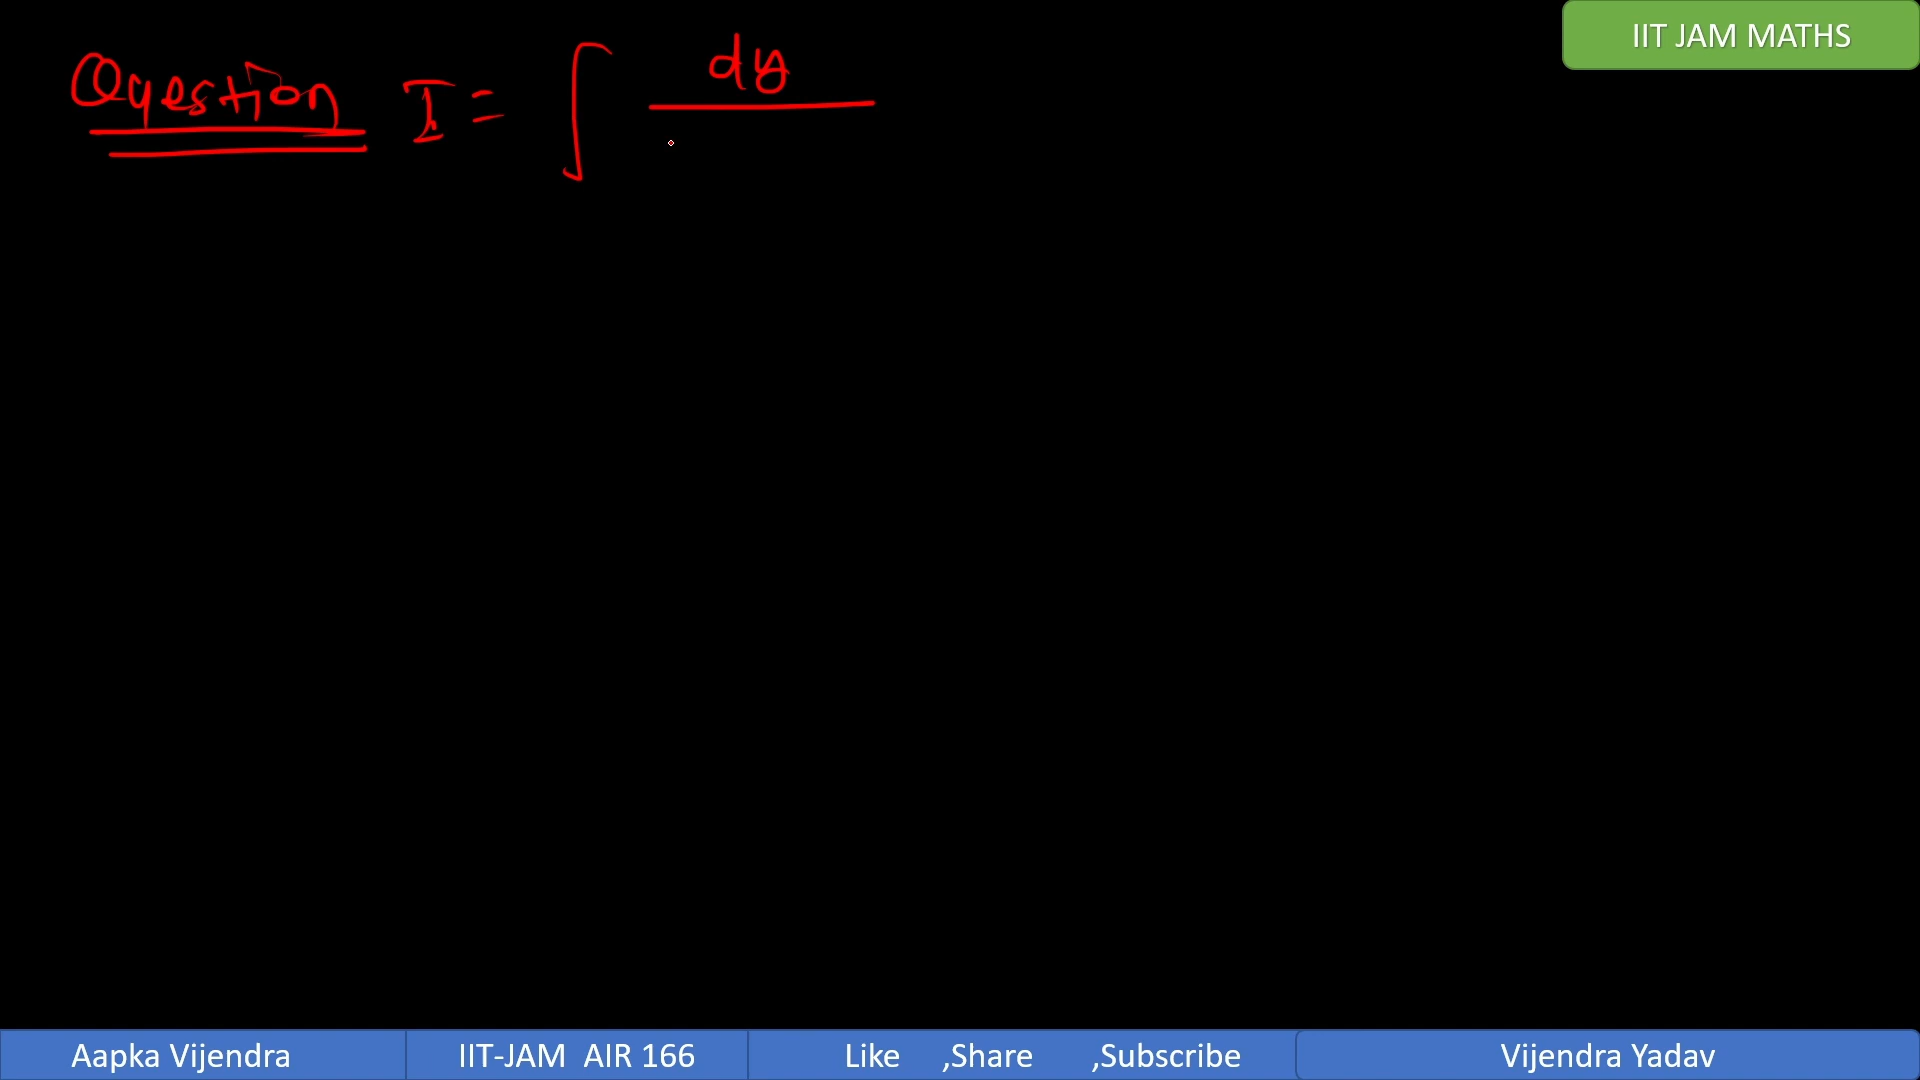 IIT JAM MATHS
Question I = ∫ dy
Aapka Vijendra
IIT-JAM AIR 166
Like ,Share ,Subscribe
Vijendra Yadav